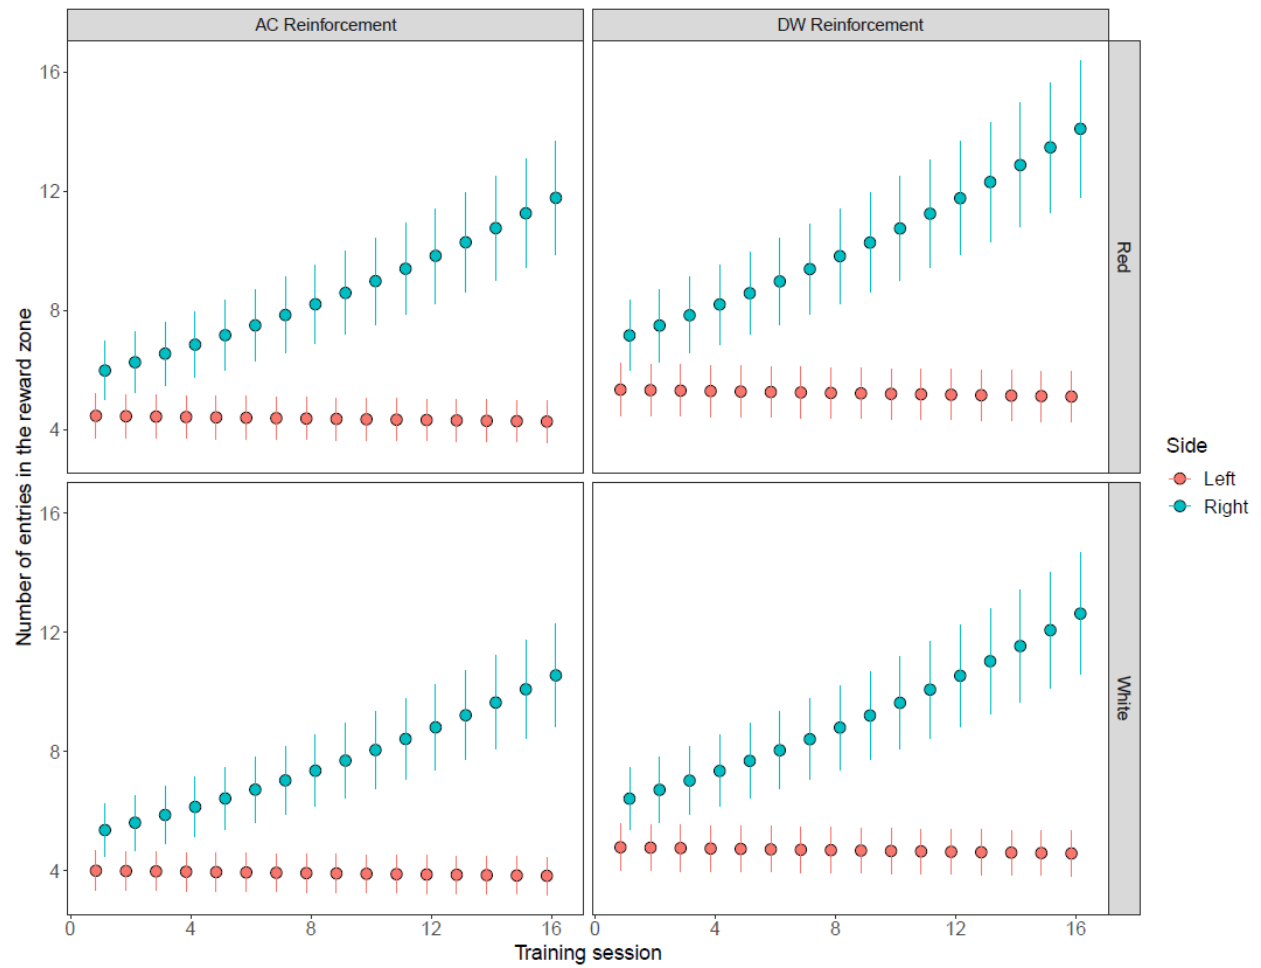 AC Reinforcement
DW Reinforcement
Number of entries in the reward zone
16
12
8
4
Red
16
12
8
4
White
0
4
8
12
16
0
4
8
12
16
Training session
Side
Left
Right